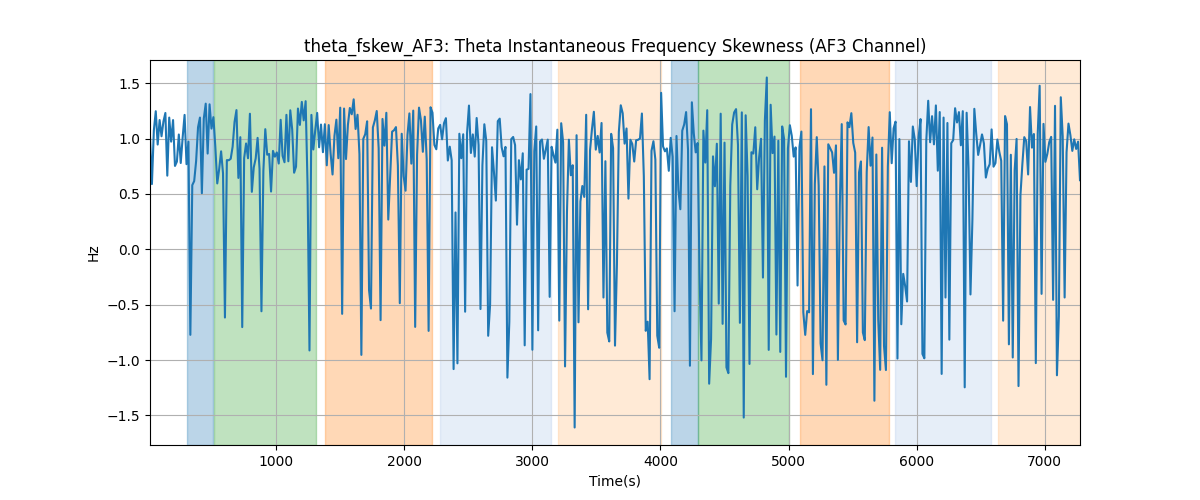 theta_fskew_AF3: Theta Instantaneous Frequency Skewness (AF3 Channel)
Hz
1.5
1.0
0.5
0.0
−0.5
−1.0
−1.5
1000 2000 3000 4000 5000 6000 7000
Time(s)